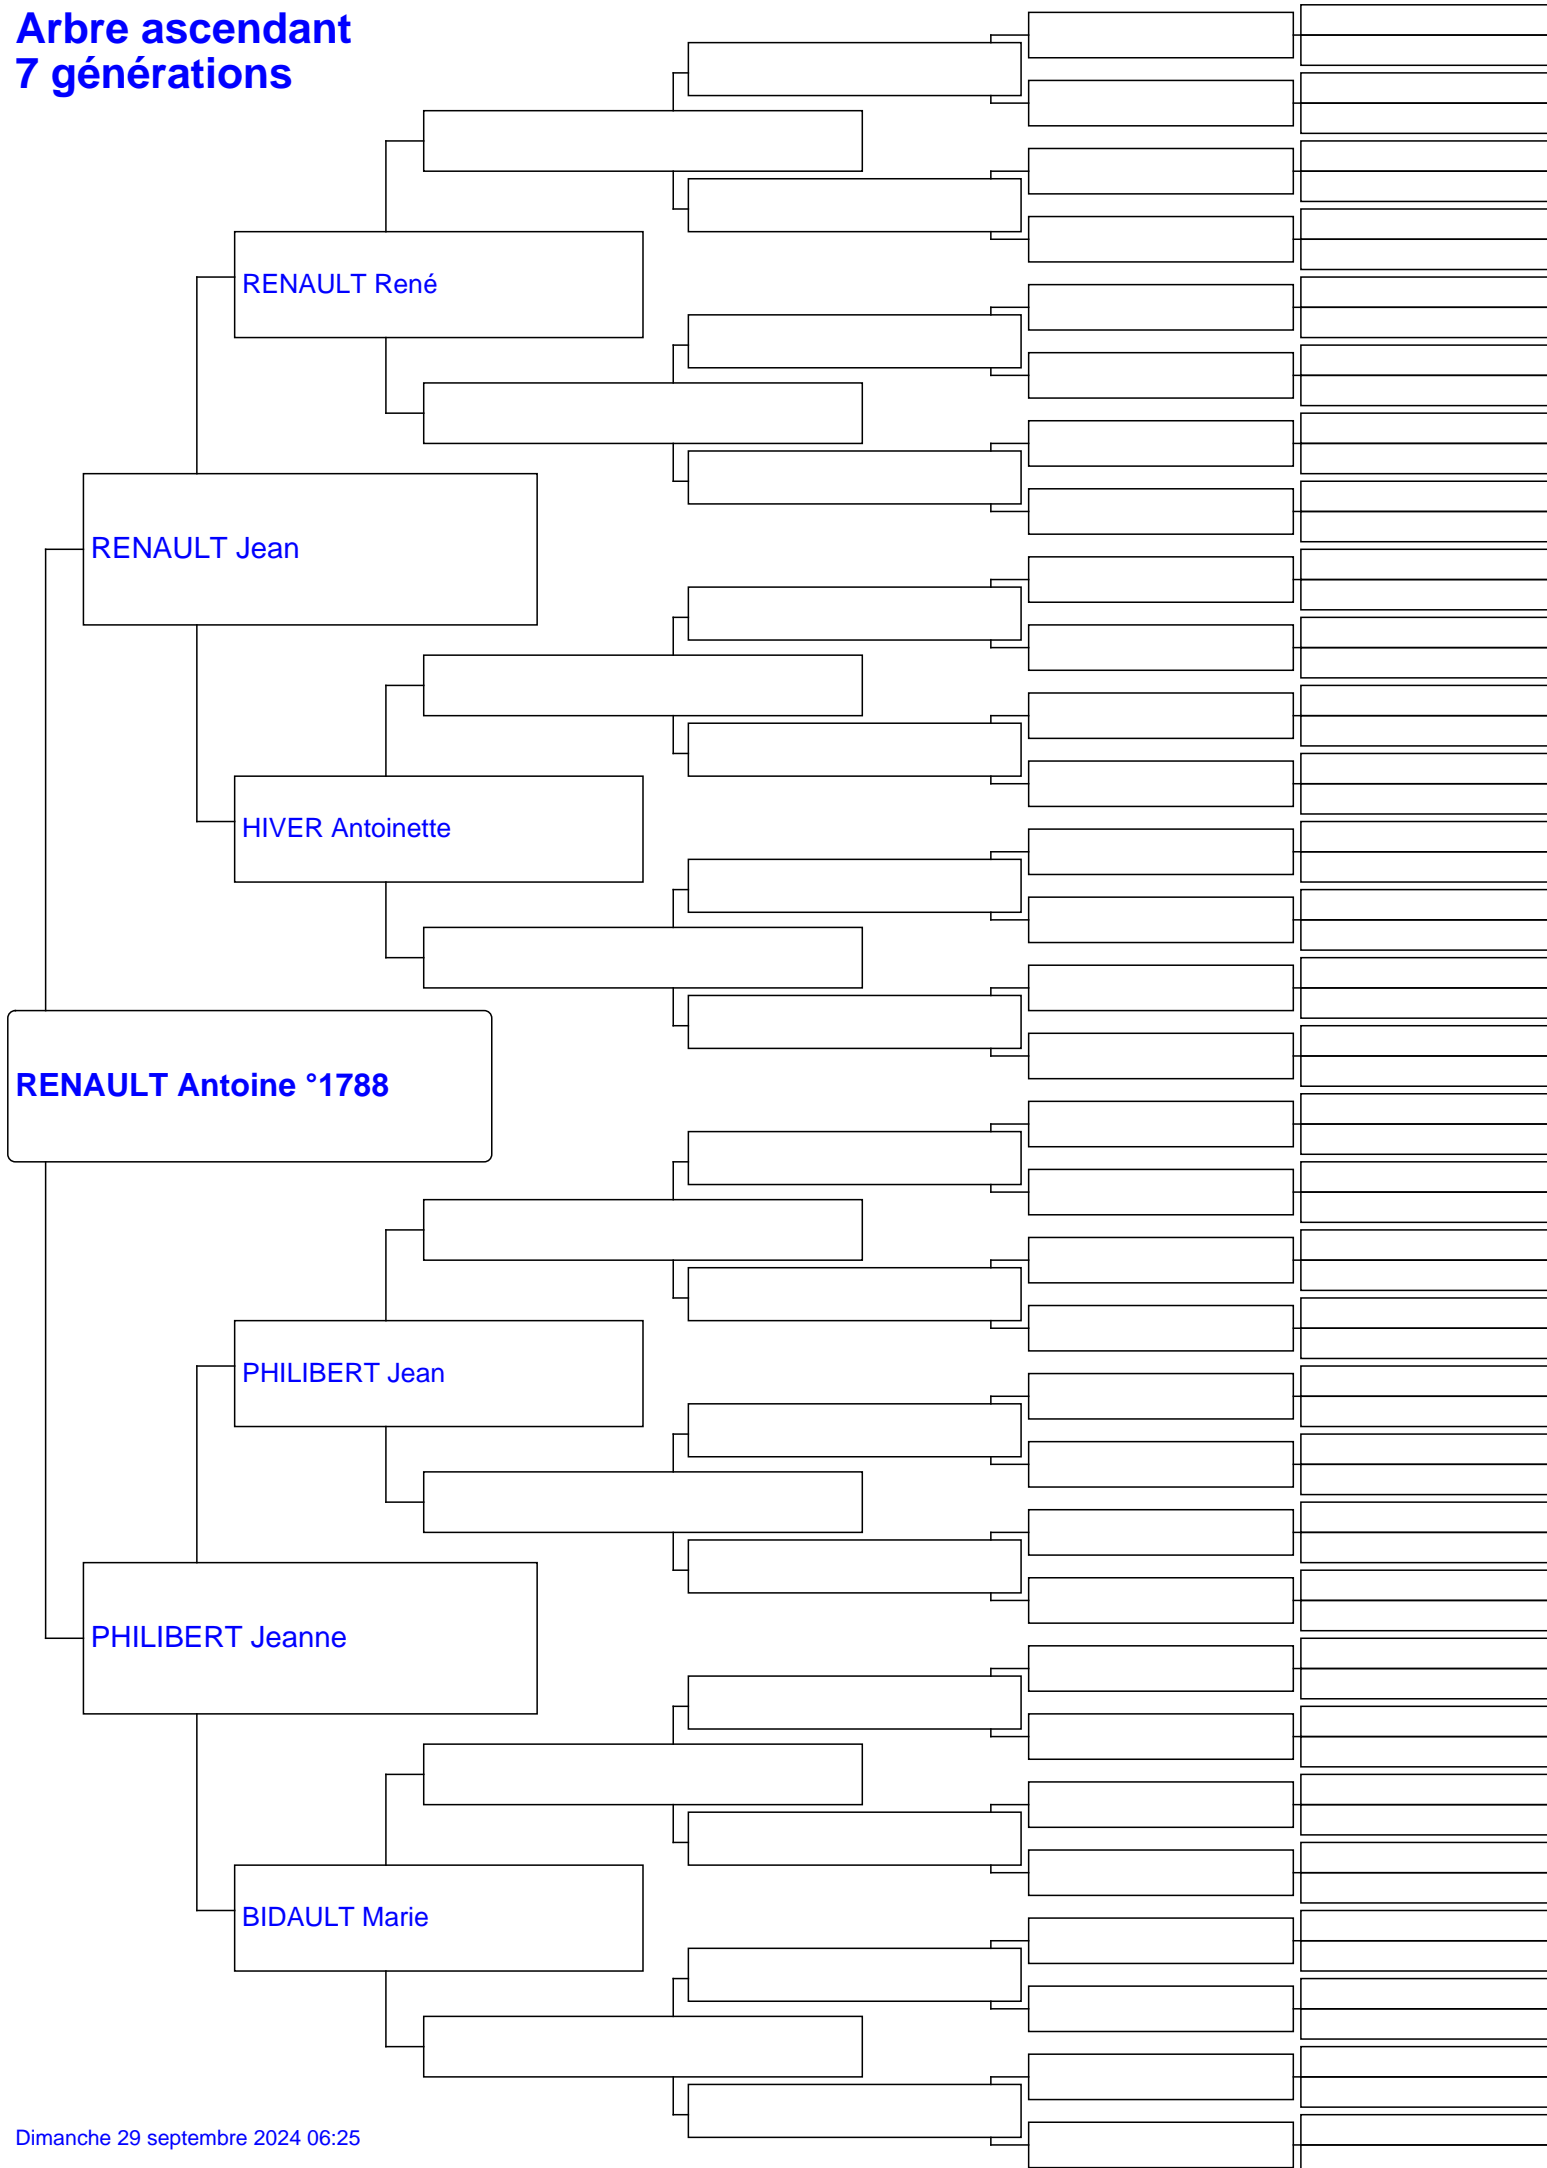 Arbre ascendant
7 générations
RENAULT René
RENAULT Jean
HIVER Antoinette
RENAULT Antoine °1788
PHILIBERT Jean
PHILIBERT Jeanne
BIDAULT Marie
Dimanche 29 septembre 2024 06:25